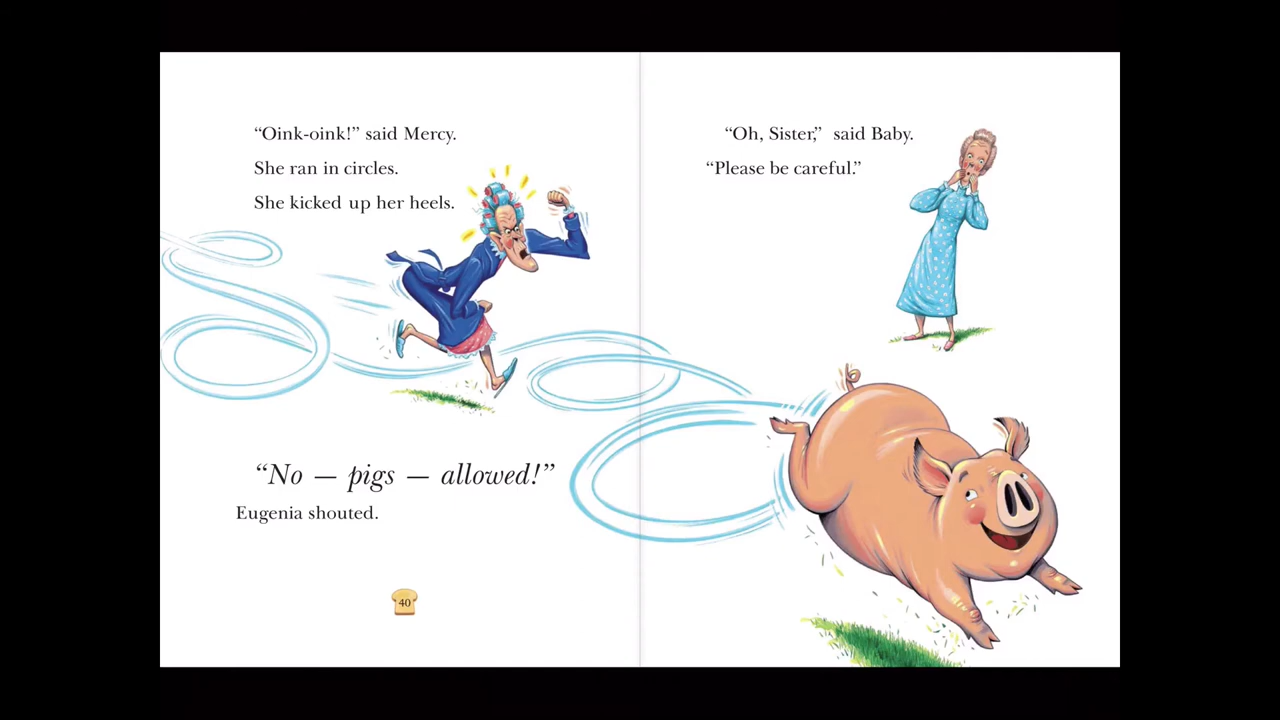 “Oink-oink!” said Mercy.
She ran in circles.
She kicked up her heels.
“No — pigs — allowed!”
Eugenia shouted.
40
“Oh, Sister,” said Baby.
“Please be careful.”